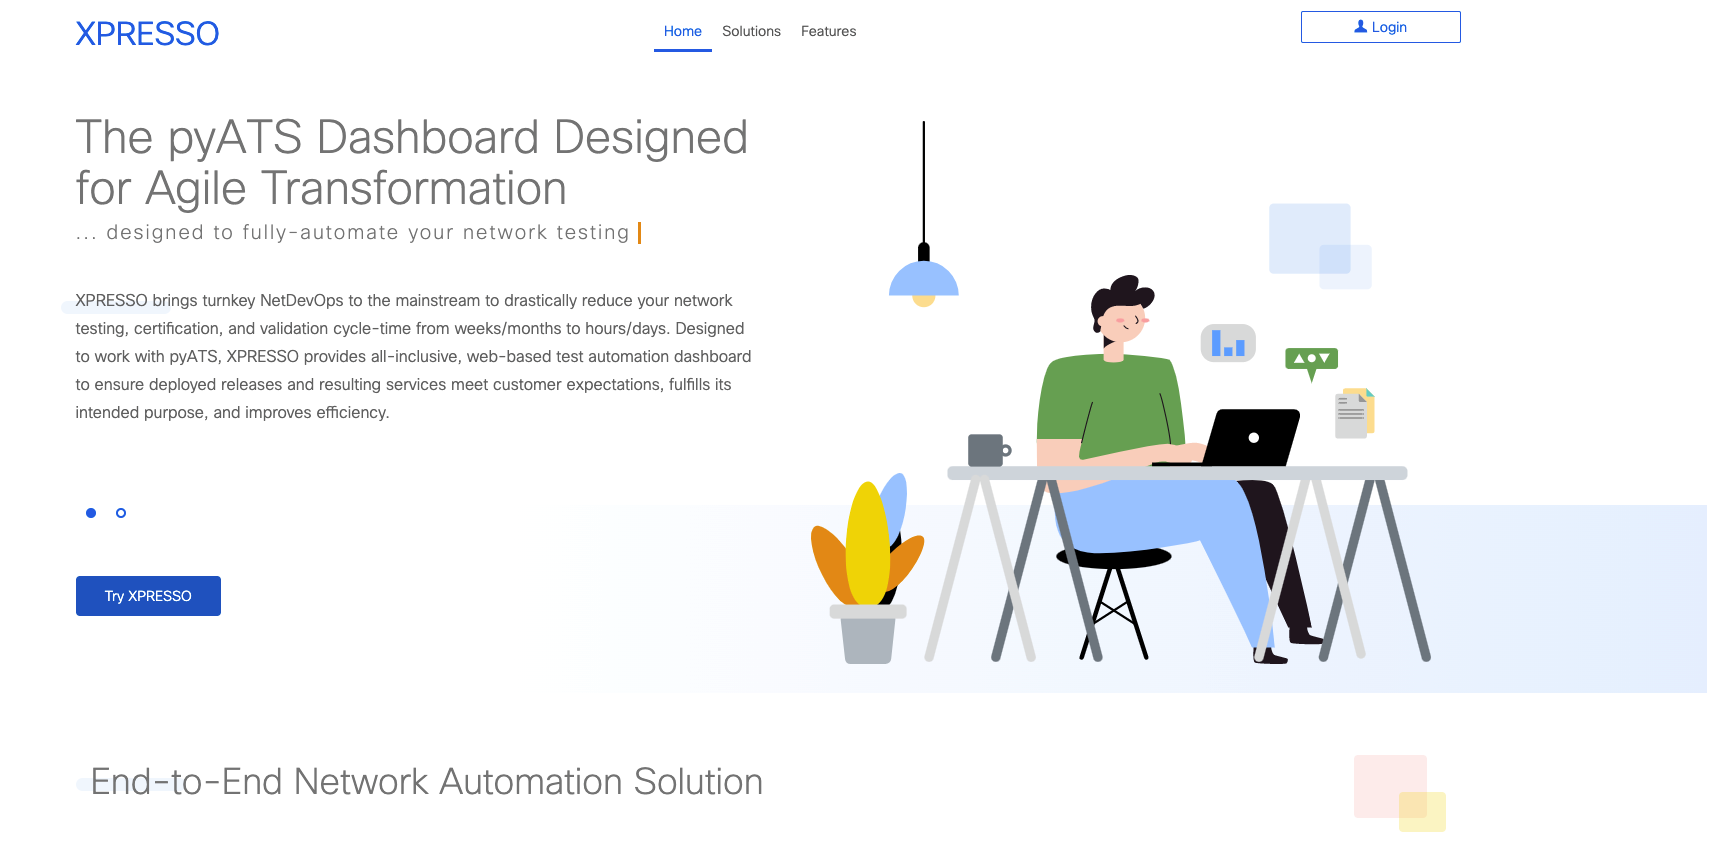 XPRESSO
Home
Solutions
Features
Login
The pyATS Dashboard Designed
for Agile Transformation
... designed to fully-automate your network testing
XPRESSO brings turnkey NetDevOps to the mainstream to drastically reduce your network
testing, certification, and validation cycle-time from weeks/months to hours/days. Designed
to work with pyATS, XPRESSO provides all-inclusive, web-based test automation dashboard
to ensure deployed releases and resulting services meet customer expectations, fulfills its
intended purpose, and improves efficiency.
Try XPRESSO
End-to-End Network Automation Solution